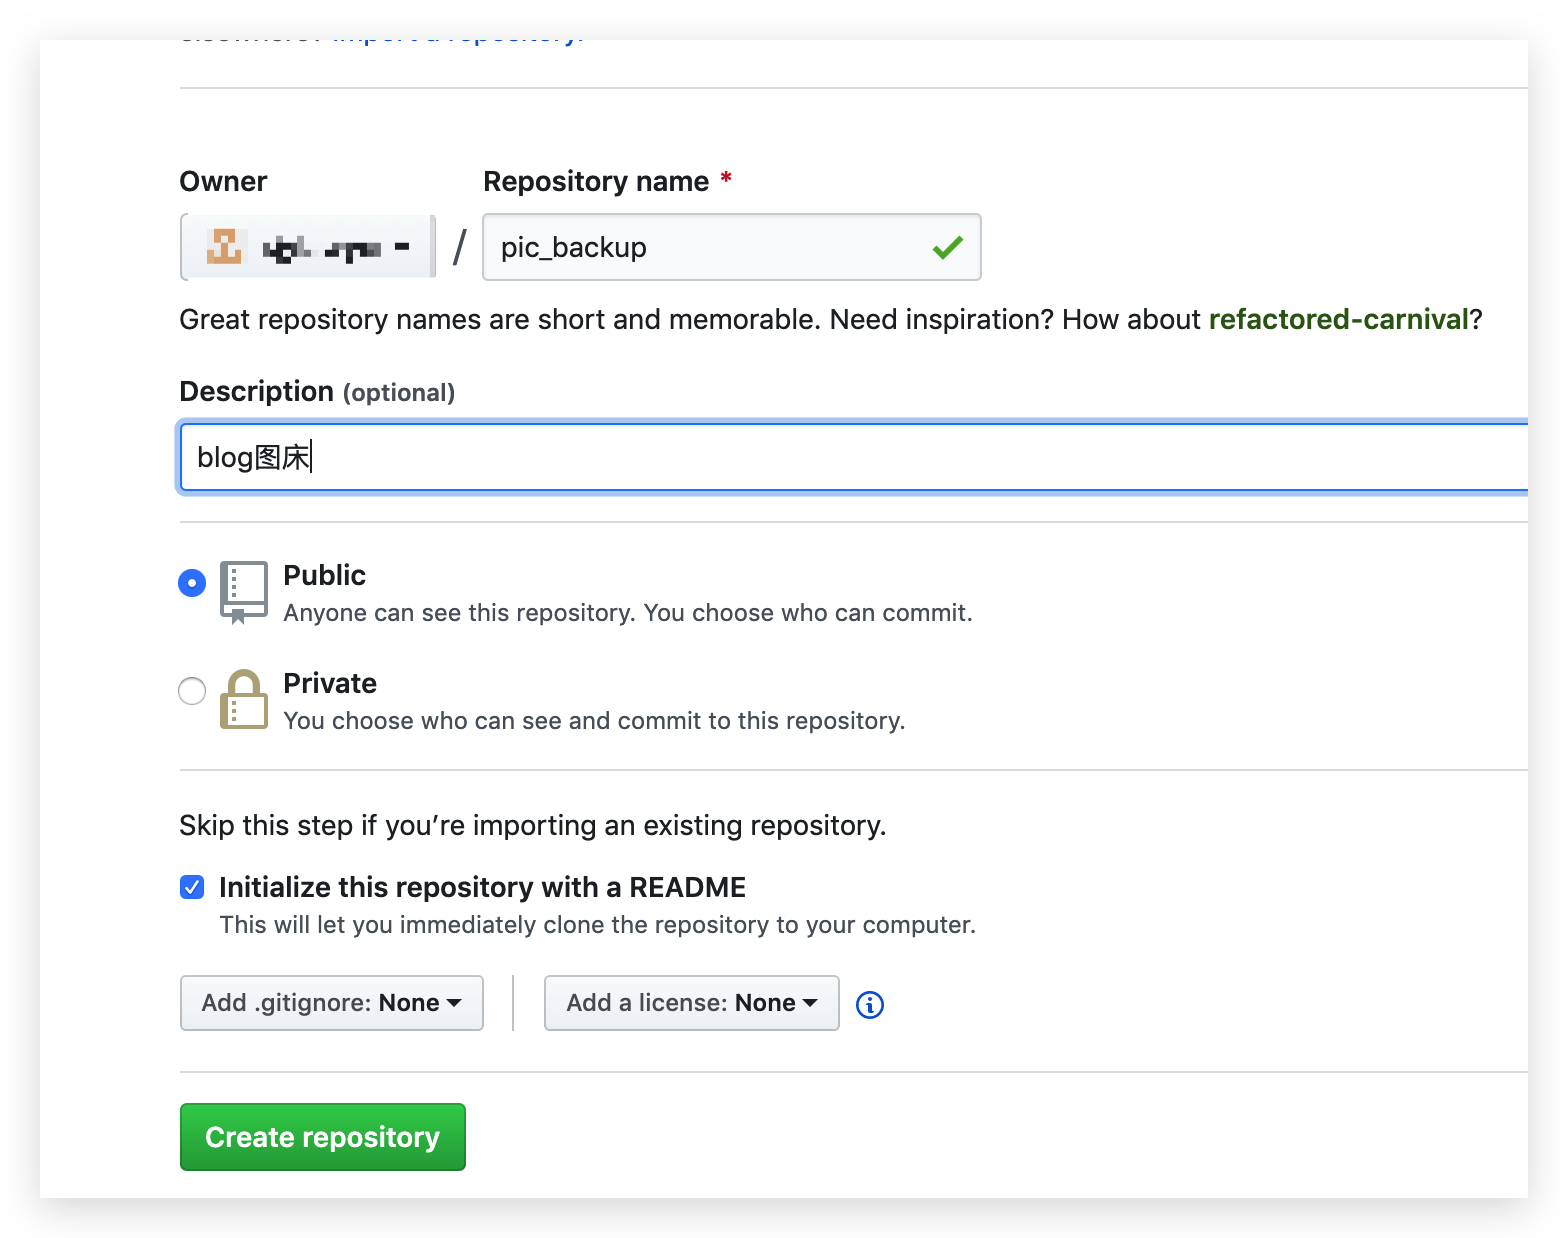 Import a repository.
Owner
Repository name *
/ pic_backup
Great repository names are short and memorable. Need inspiration? How about refactored-carnival?
Description (optional)
blog图床
Public
Anyone can see this repository. You choose who can commit.
Private
You choose who can see and commit to this repository.
Skip this step if you’re importing an existing repository.
Initialize this repository with a README
This will let you immediately clone the repository to your computer.
Add .gitignore: None
Add a license: None
Create repository